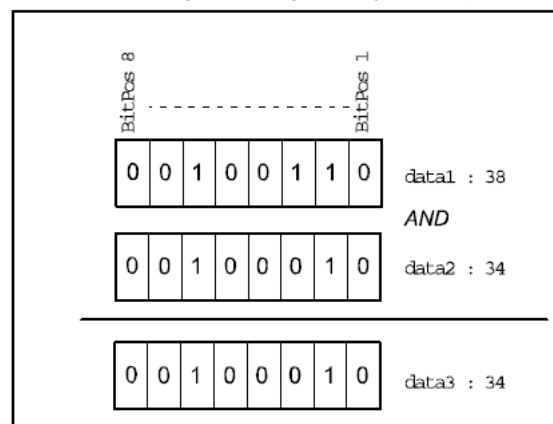 BitPos 8
BitPos 1
0 0 1 0 0 1 1 0 data1 : 38
AND
0 0 1 0 0 0 1 0 data2 : 34
0 0 1 0 0 0 1 0 data3 : 34